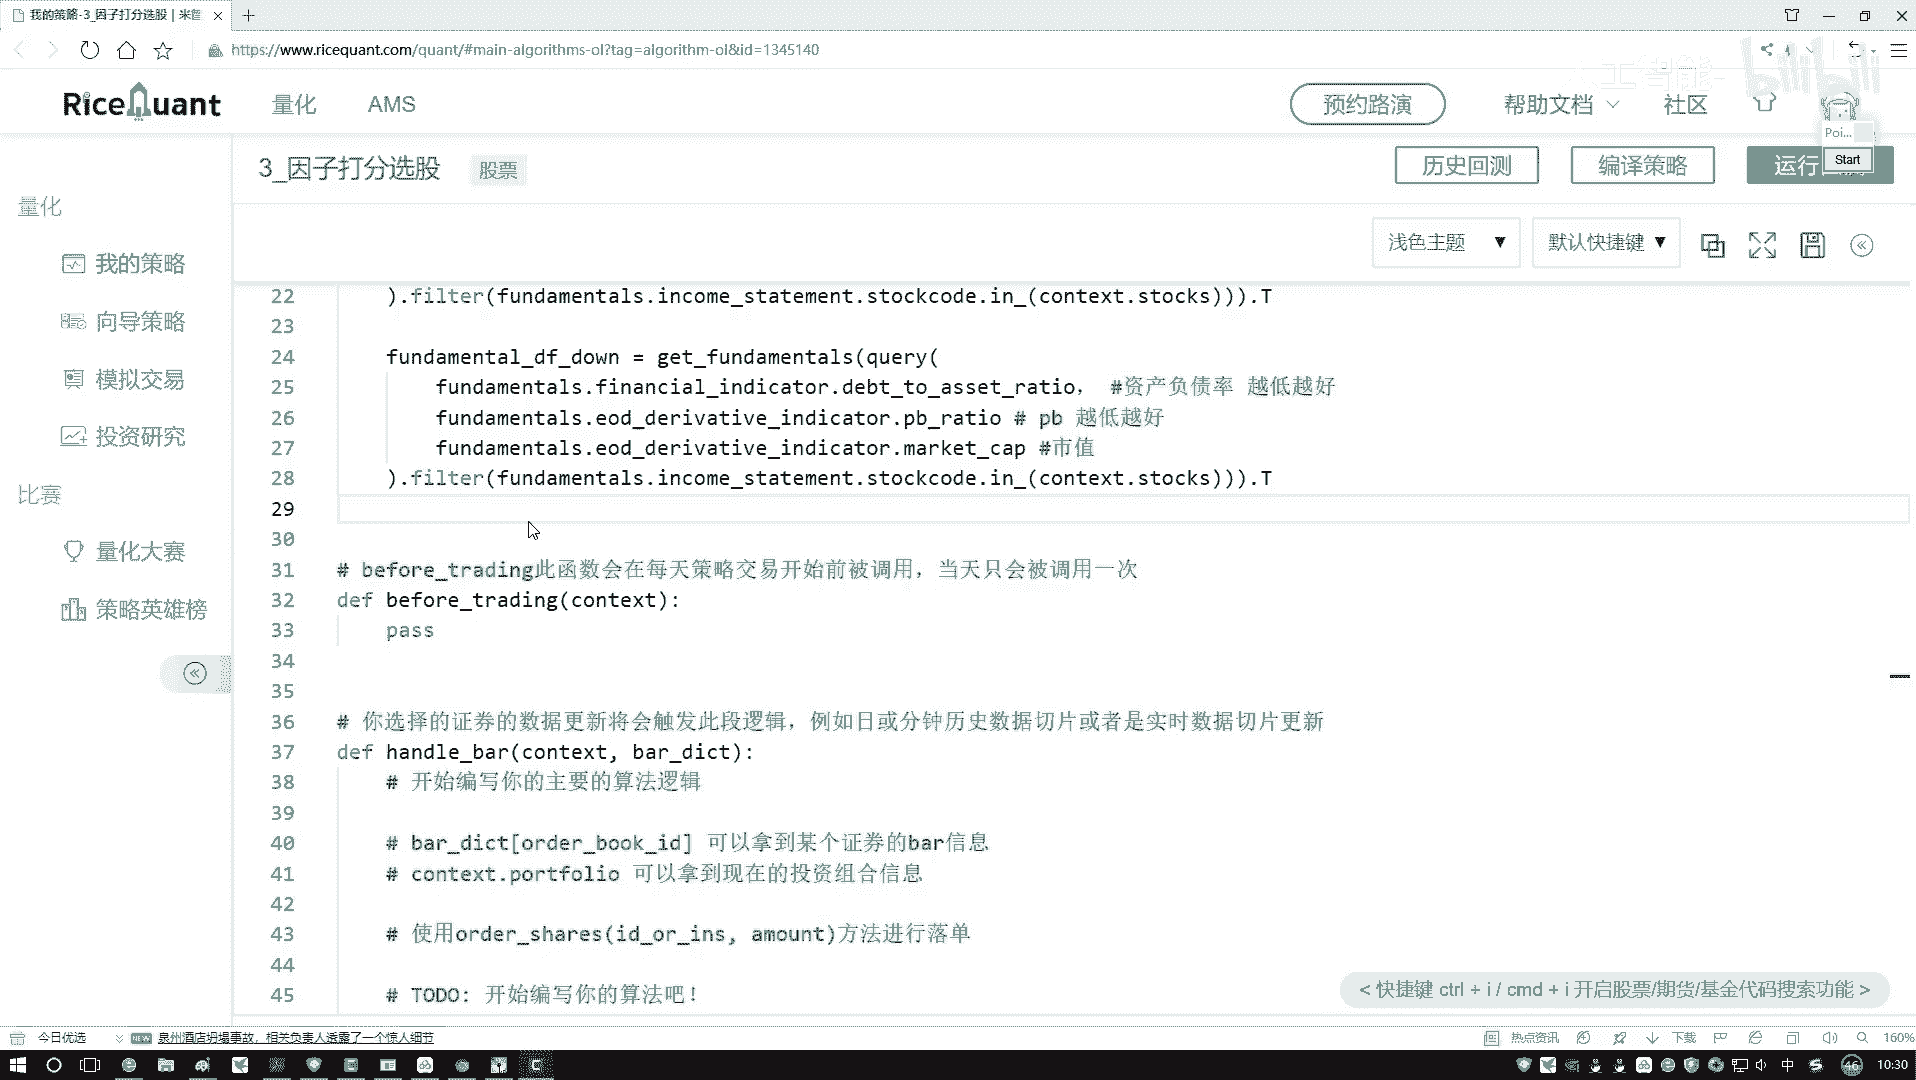 我的策略-3_因子打分选股 | 米筐
https://www.ricequant.com/quant/#main-algorithms-ol?tag=algorithm-ol&id=1345140
人工智能 bilibili
RiceQuant 量化 AMS 预约路演 帮助文档 社区
Poi...
Start
3_因子打分选股 股票 历史回测 编译策略 运行
量化
我的策略
向导策略
模拟交易
投资研究
比赛
量化大赛
策略英雄榜
浅色主题 ▼ 默认快捷键 ▼
22 ).filter(fundamentals.income_statement.stockcode.in_(context.stocks))).T
23
24 fundamental_df_down = get_fundamentals(query(
25 fundamentals.financial_indicator.debt_to_asset_ratio， #资产负债率 越低越好
26 fundamentals.eod_derivative_indicator.pb_ratio # pb 越低越好
27 fundamentals.eod_derivative_indicator.market_cap #市值
28 ).filter(fundamentals.income_statement.stockcode.in_(context.stocks))).T
29
30
31 # before_trading此函数会在每天策略交易开始前被调用，当天只会被调用一次
32 def before_trading(context):
33 pass
34
35
36 # 你选择的证券的数据更新将会触发此段逻辑，例如日或分钟历史数据切片或者是实时数据切片更新
37 def handle_bar(context, bar_dict):
38 # 开始编写你的主要的算法逻辑
39
40 # bar_dict[order_book_id] 可以拿到某个证券的bar信息
41 # context.portfolio 可以拿到现在的投资组合信息
42
43 # 使用order_shares(id_or_ins, amount)方法进行落单
44
45 # TODO: 开始编写你的算法吧！
< 快捷键 ctrl + i / cmd + i 开启股票/期货/基金代码搜索功能 >
今日优选 NEW 泉州酒店坍塌事故，相关负责人透露了一个惊人细节 热点资讯 下载 160%
中 46 10:30